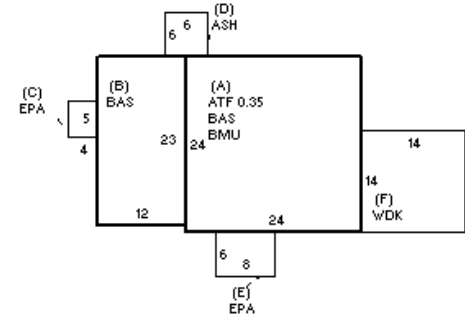 (D)
6
6 ASH
(C)
EPA
(B)
BAS
(A)
ATF 0.35
BAS
BMU
5
4
23
24
14
14
(F)
WDK
12
24
6
8
(E)
EPA